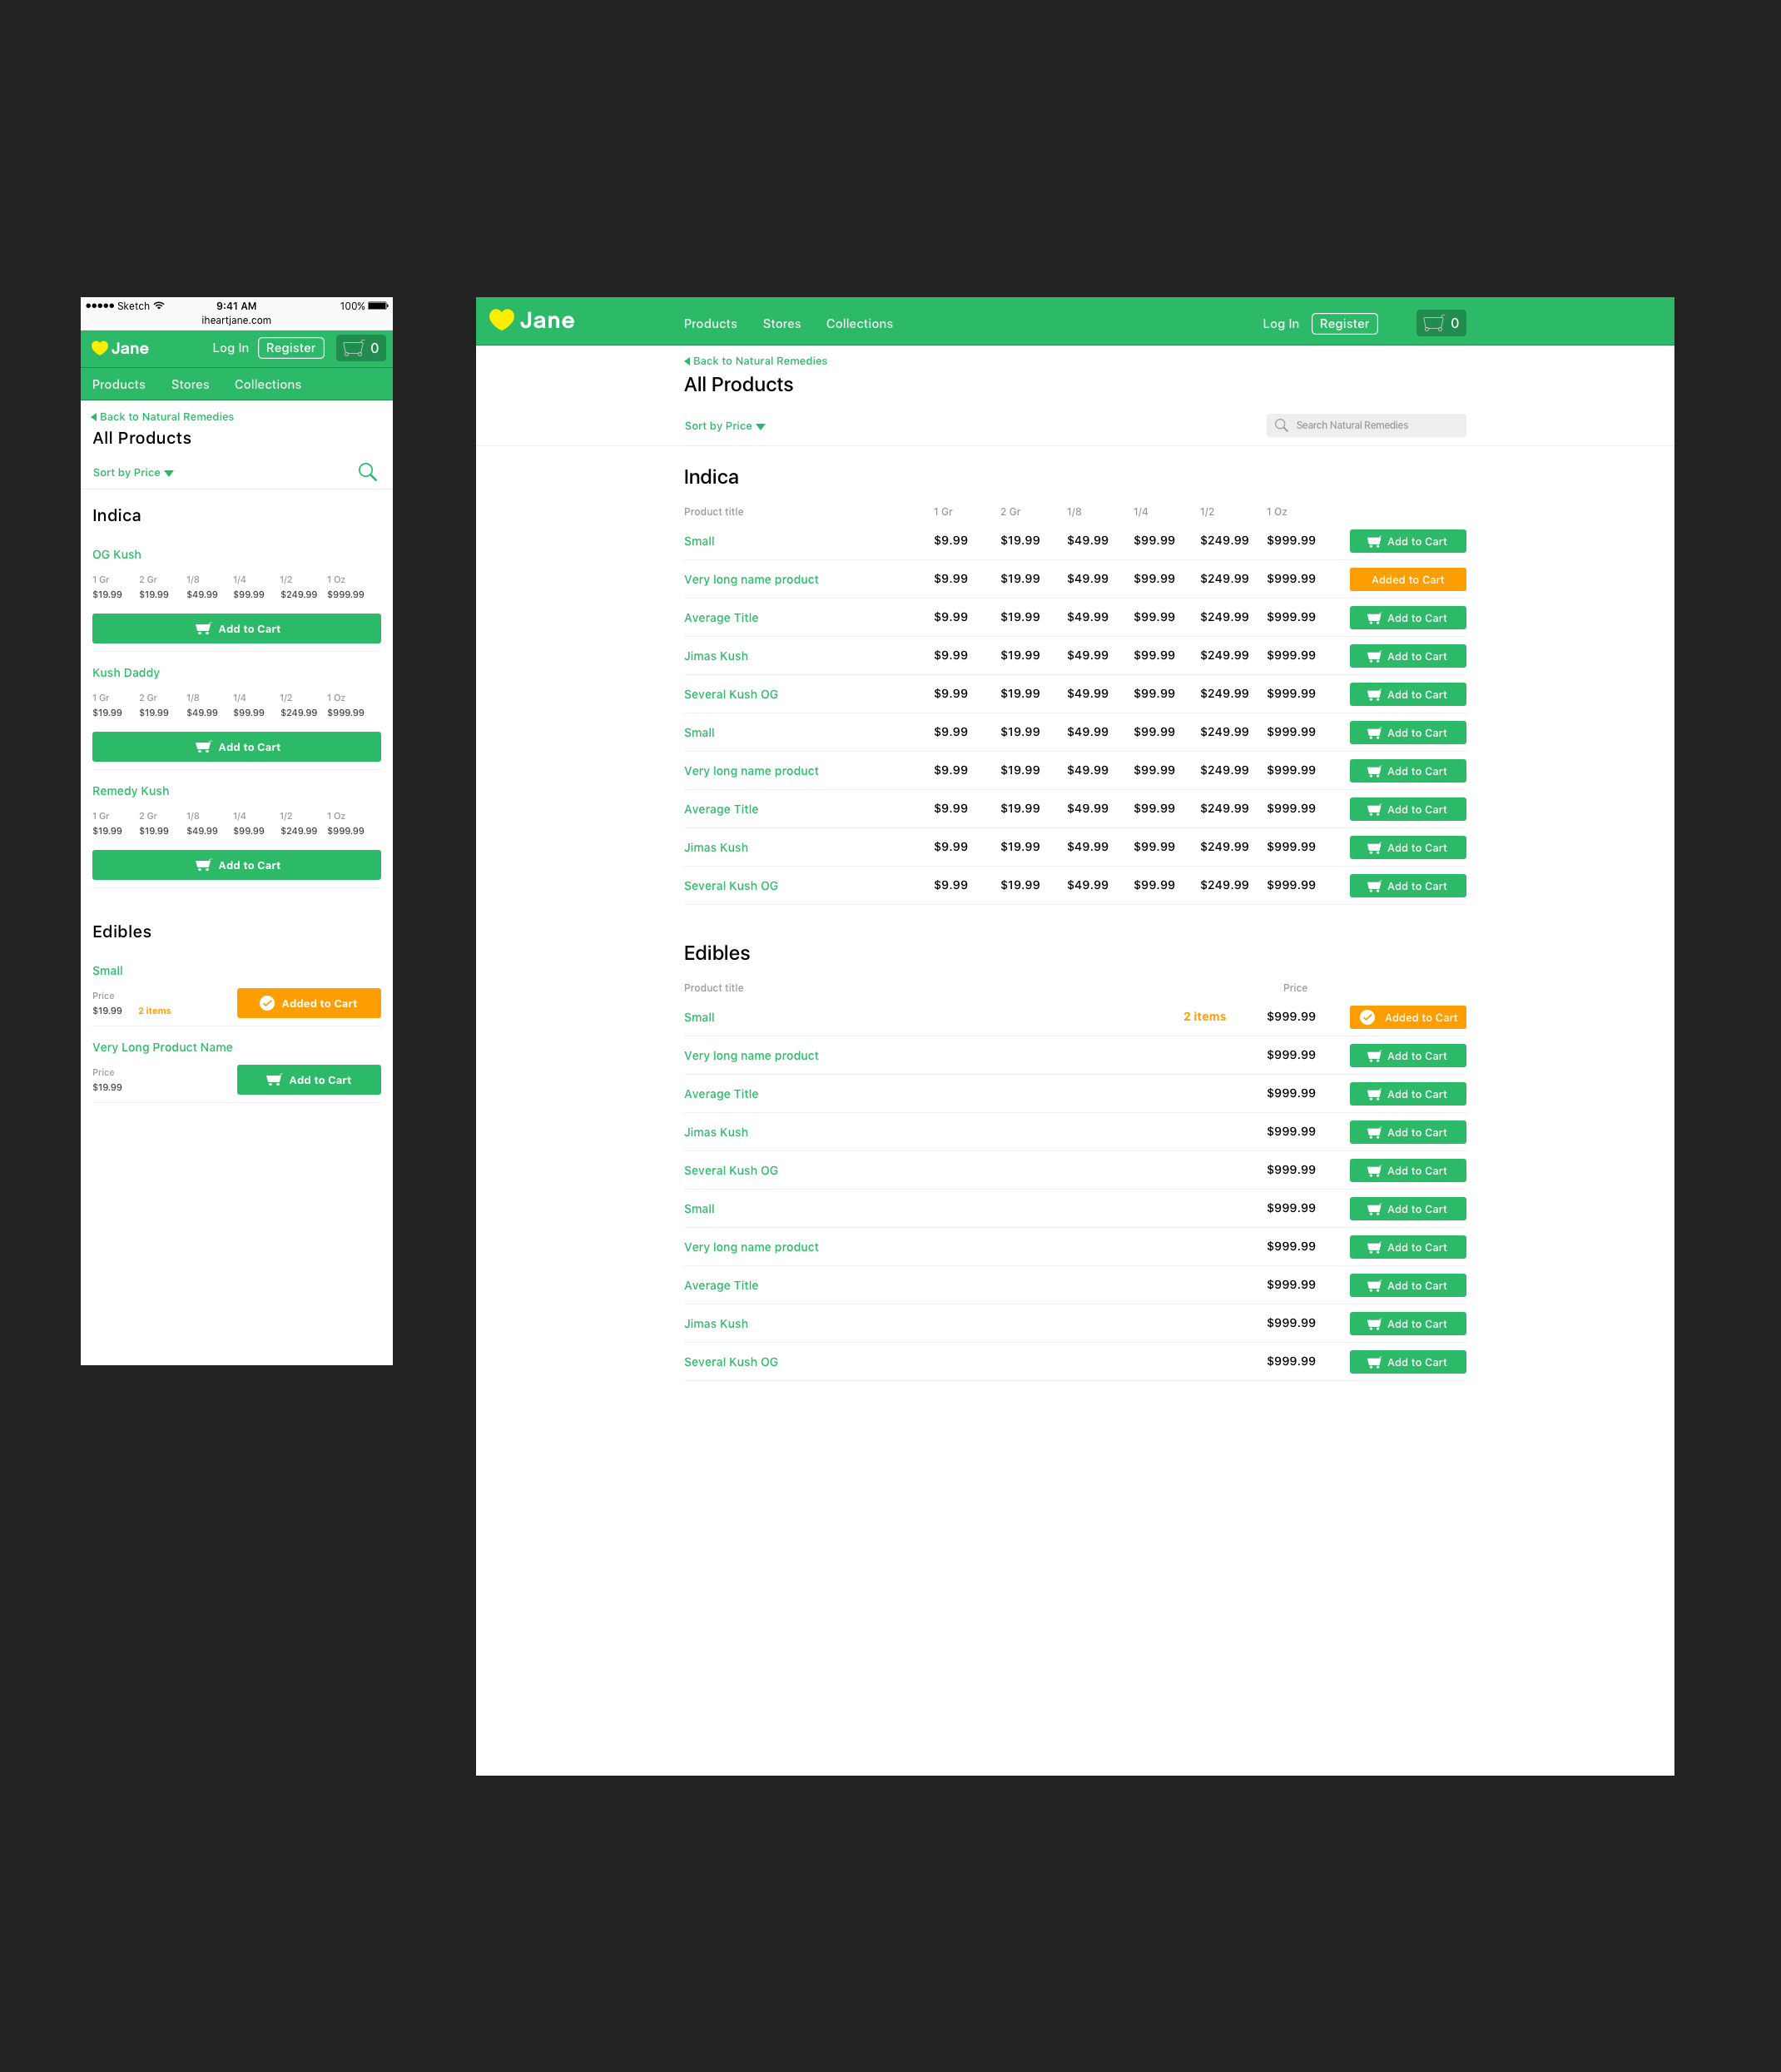 Sketch 9:41 AM 100%
iheartjane.com
Jane Log In Register 0
Products Stores Collections
Back to Natural Remedies
All Products
Sort by Price
Indica
OG Kush
1 Gr 2 Gr 1/8 1/4 1/2 1 Oz
$19.99 $19.99 $49.99 $99.99 $249.99 $999.99
Add to Cart
Kush Daddy
1 Gr 2 Gr 1/8 1/4 1/2 1 Oz
$19.99 $19.99 $49.99 $99.99 $249.99 $999.99
Add to Cart
Remedy Kush
1 Gr 2 Gr 1/8 1/4 1/2 1 Oz
$19.99 $19.99 $49.99 $99.99 $249.99 $999.99
Add to Cart
Edibles
Small
Price
$19.99 2 items Added to Cart
Very Long Product Name
Price
$19.99 Add to Cart
Jane Products Stores Collections Log In Register 0
Back to Natural Remedies
All Products
Sort by Price Search Natural Remedies
Indica
Product title 1 Gr 2 Gr 1/8 1/4 1/2 1 Oz
Small $9.99 $19.99 $49.99 $99.99 $249.99 $999.99 Add to Cart
Very long name product $9.99 $19.99 $49.99 $99.99 $249.99 $999.99 Added to Cart
Average Title $9.99 $19.99 $49.99 $99.99 $249.99 $999.99 Add to Cart
Jimas Kush $9.99 $19.99 $49.99 $99.99 $249.99 $999.99 Add to Cart
Several Kush OG $9.99 $19.99 $49.99 $99.99 $249.99 $999.99 Add to Cart
Small $9.99 $19.99 $49.99 $99.99 $249.99 $999.99 Add to Cart
Very long name product $9.99 $19.99 $49.99 $99.99 $249.99 $999.99 Add to Cart
Average Title $9.99 $19.99 $49.99 $99.99 $249.99 $999.99 Add to Cart
Jimas Kush $9.99 $19.99 $49.99 $99.99 $249.99 $999.99 Add to Cart
Several Kush OG $9.99 $19.99 $49.99 $99.99 $249.99 $999.99 Add to Cart
Edibles
Product title Price
Small 2 items $999.99 Added to Cart
Very long name product $999.99 Add to Cart
Average Title $999.99 Add to Cart
Jimas Kush $999.99 Add to Cart
Several Kush OG $999.99 Add to Cart
Small $999.99 Add to Cart
Very long name product $999.99 Add to Cart
Average Title $999.99 Add to Cart
Jimas Kush $999.99 Add to Cart
Several Kush OG $999.99 Add to Cart